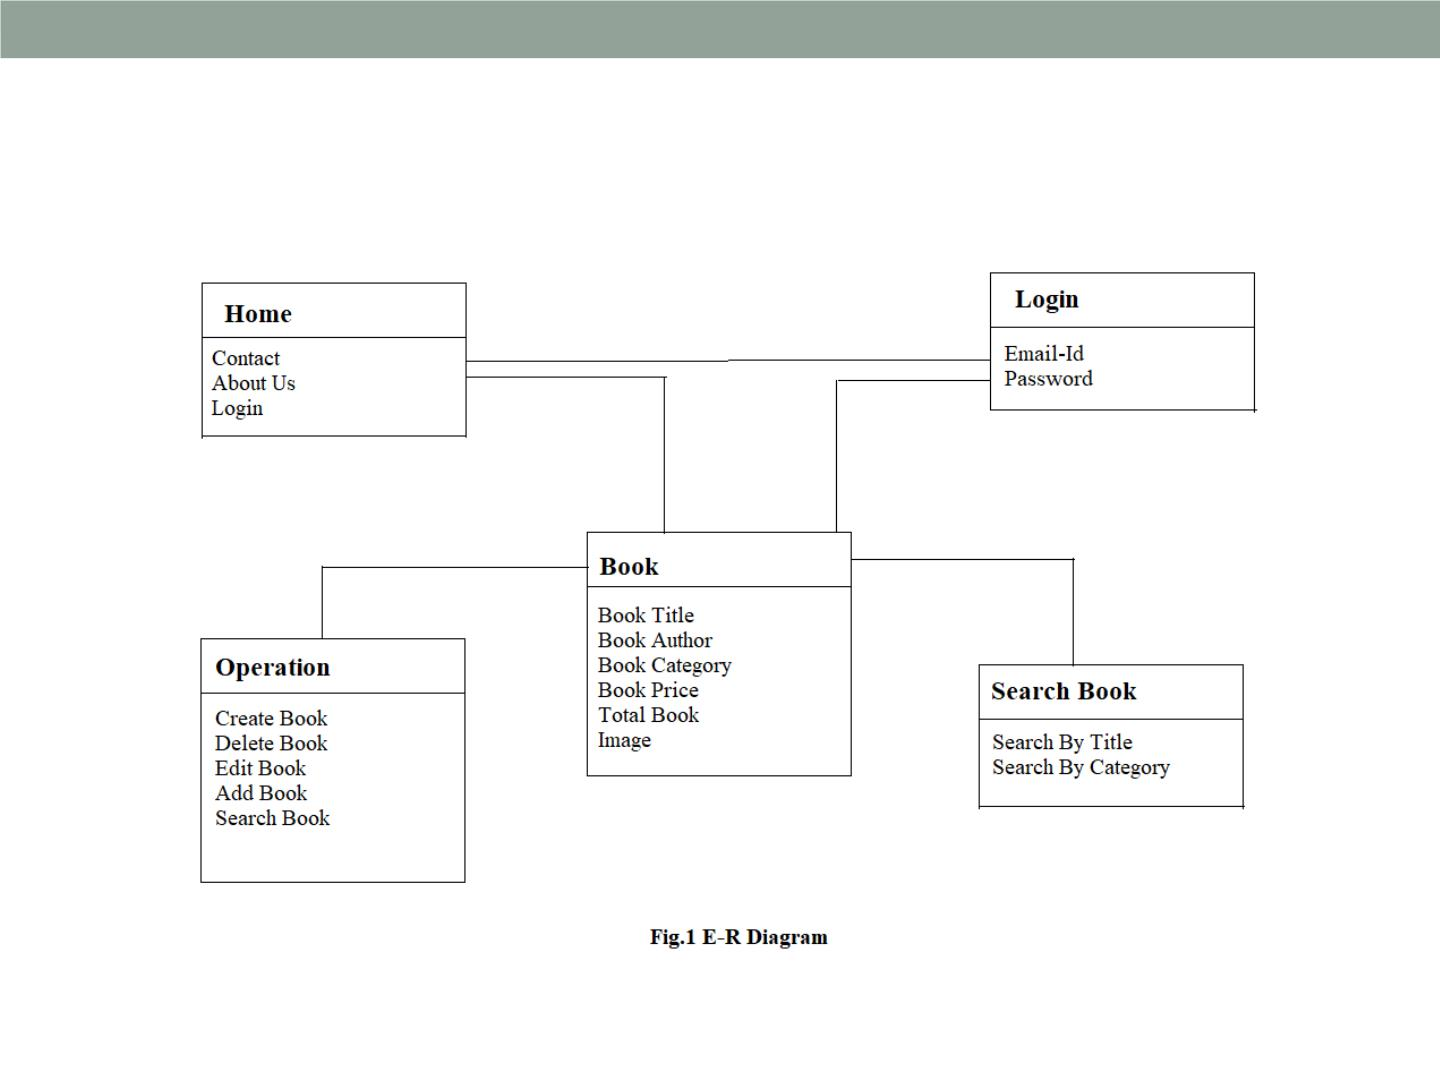 Home
Contact
About Us
Login
Login
Email-Id
Password
Book
Book Title
Book Author
Book Category
Book Price
Total Book
Image
Operation
Create Book
Delete Book
Edit Book
Add Book
Search Book
Search Book
Search By Title
Search By Category
Fig.1 E-R Diagram